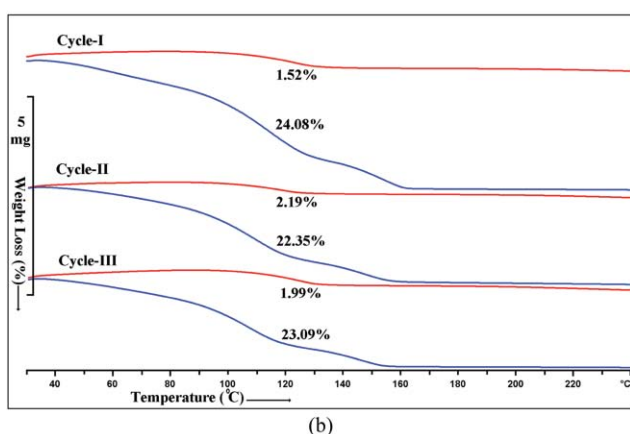 Cycle-I
1.52%
5
mg
24.08%
Cycle-II
2.19%
Weight Loss (%)
22.35%
Cycle-III
1.99%
23.09%
40 60 80 100 120 140 160 180 200 220 °C
Temperature (°C)
(b)